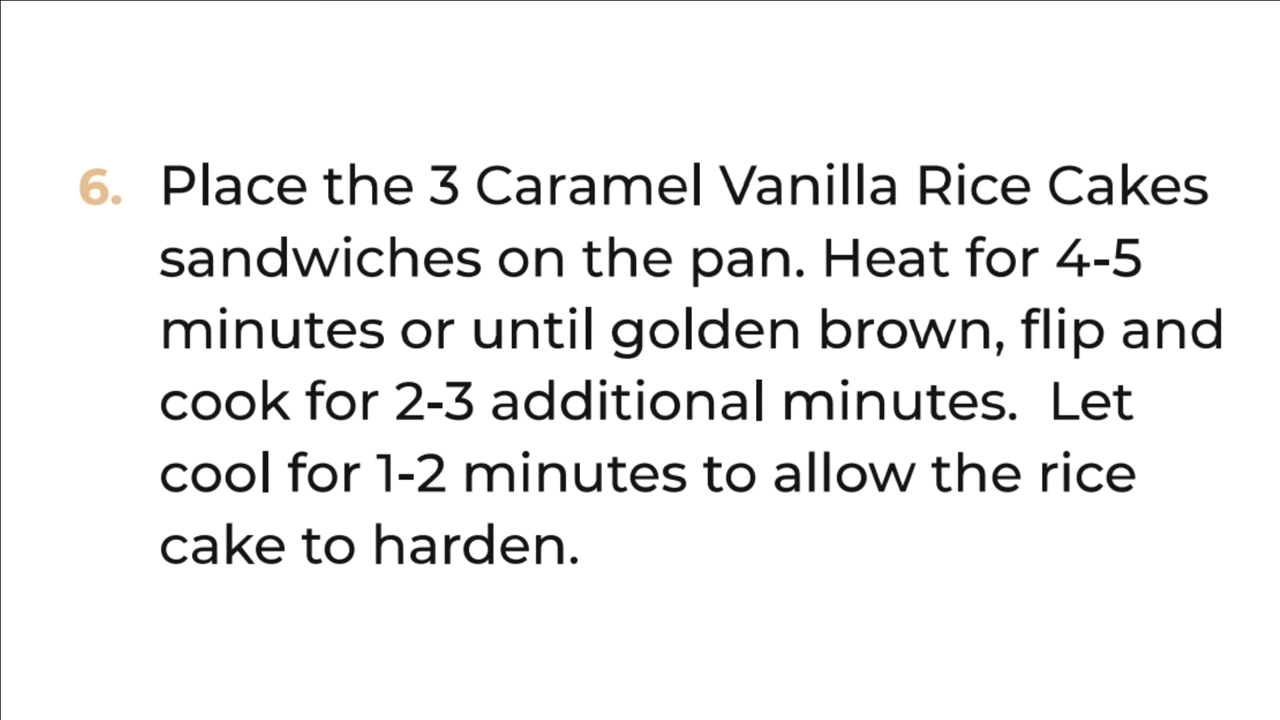 6. Place the 3 Caramel Vanilla Rice Cakes
sandwiches on the pan. Heat for 4-5
minutes or until golden brown, flip and
cook for 2-3 additional minutes.  Let
cool for 1-2 minutes to allow the rice
cake to harden.